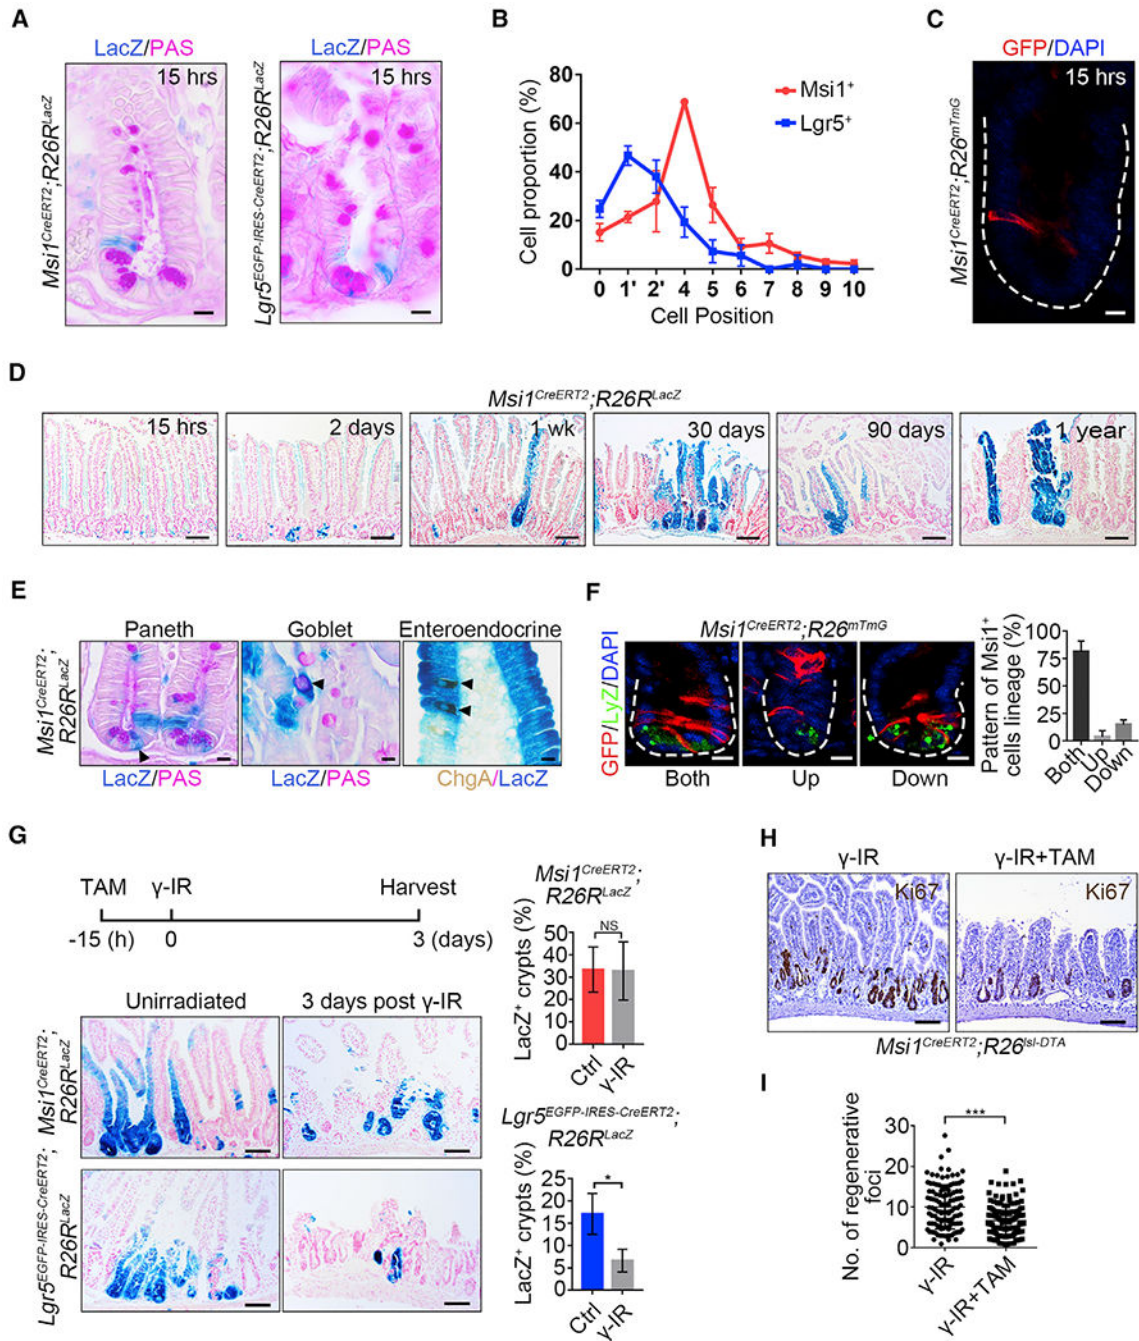 A
LacZ/PAS
15 hrs
Msi1CreERT2;R26RLacZ
LacZ/PAS
15 hrs
Lgr5EGFP-IRES-CreERT2;R26RLacZ
B
Cell proportion (%)
80
60
40
20
0
Msi1+
Lgr5+
0 1' 2' 4 5 6 7 8 9 10
Cell Position
C
GFP/DAPI
15 hrs
Msi1CreERT2;R26mTmG
D
Msi1CreERT2;R26RLacZ
15 hrs
2 days
1 wk
30 days
90 days
1 year
E
Paneth
Goblet
Enteroendocrine
Msi1CreERT2;
R26RLacZ
LacZ/PAS
LacZ/PAS
ChgA/LacZ
F
Msi1CreERT2;R26mTmG
GFP/LyZ/DAPI
Both
Up
Down
Pattern of Msi1+
cells lineage (%)
100
75
50
25
0
Both
Up
Down
G
TAM
γ-IR
Harvest
-15 (h)
0
3 (days)
Unirradiated
3 days post γ-IR
Msi1CreERT2;
R26RLacZ
Lgr5EGFP-IRES-CreERT2;
R26RLacZ
Msi1CreERT2;
R26RLacZ
LacZ+ crypts (%)
50
40
30
20
10
0
NS
Ctrl
γ-IR
Lgr5EGFP-IRES-CreERT2;
R26RLacZ
LacZ+ crypts (%)
25
20
15
10
5
0
*
Ctrl
γ-IR
H
γ-IR
γ-IR+TAM
Ki67
Ki67
Msi1CreERT2;R26lsl-DTA
I
No. of regenerative
foci
30
20
10
0
***
γ-IR
γ-IR+TAM